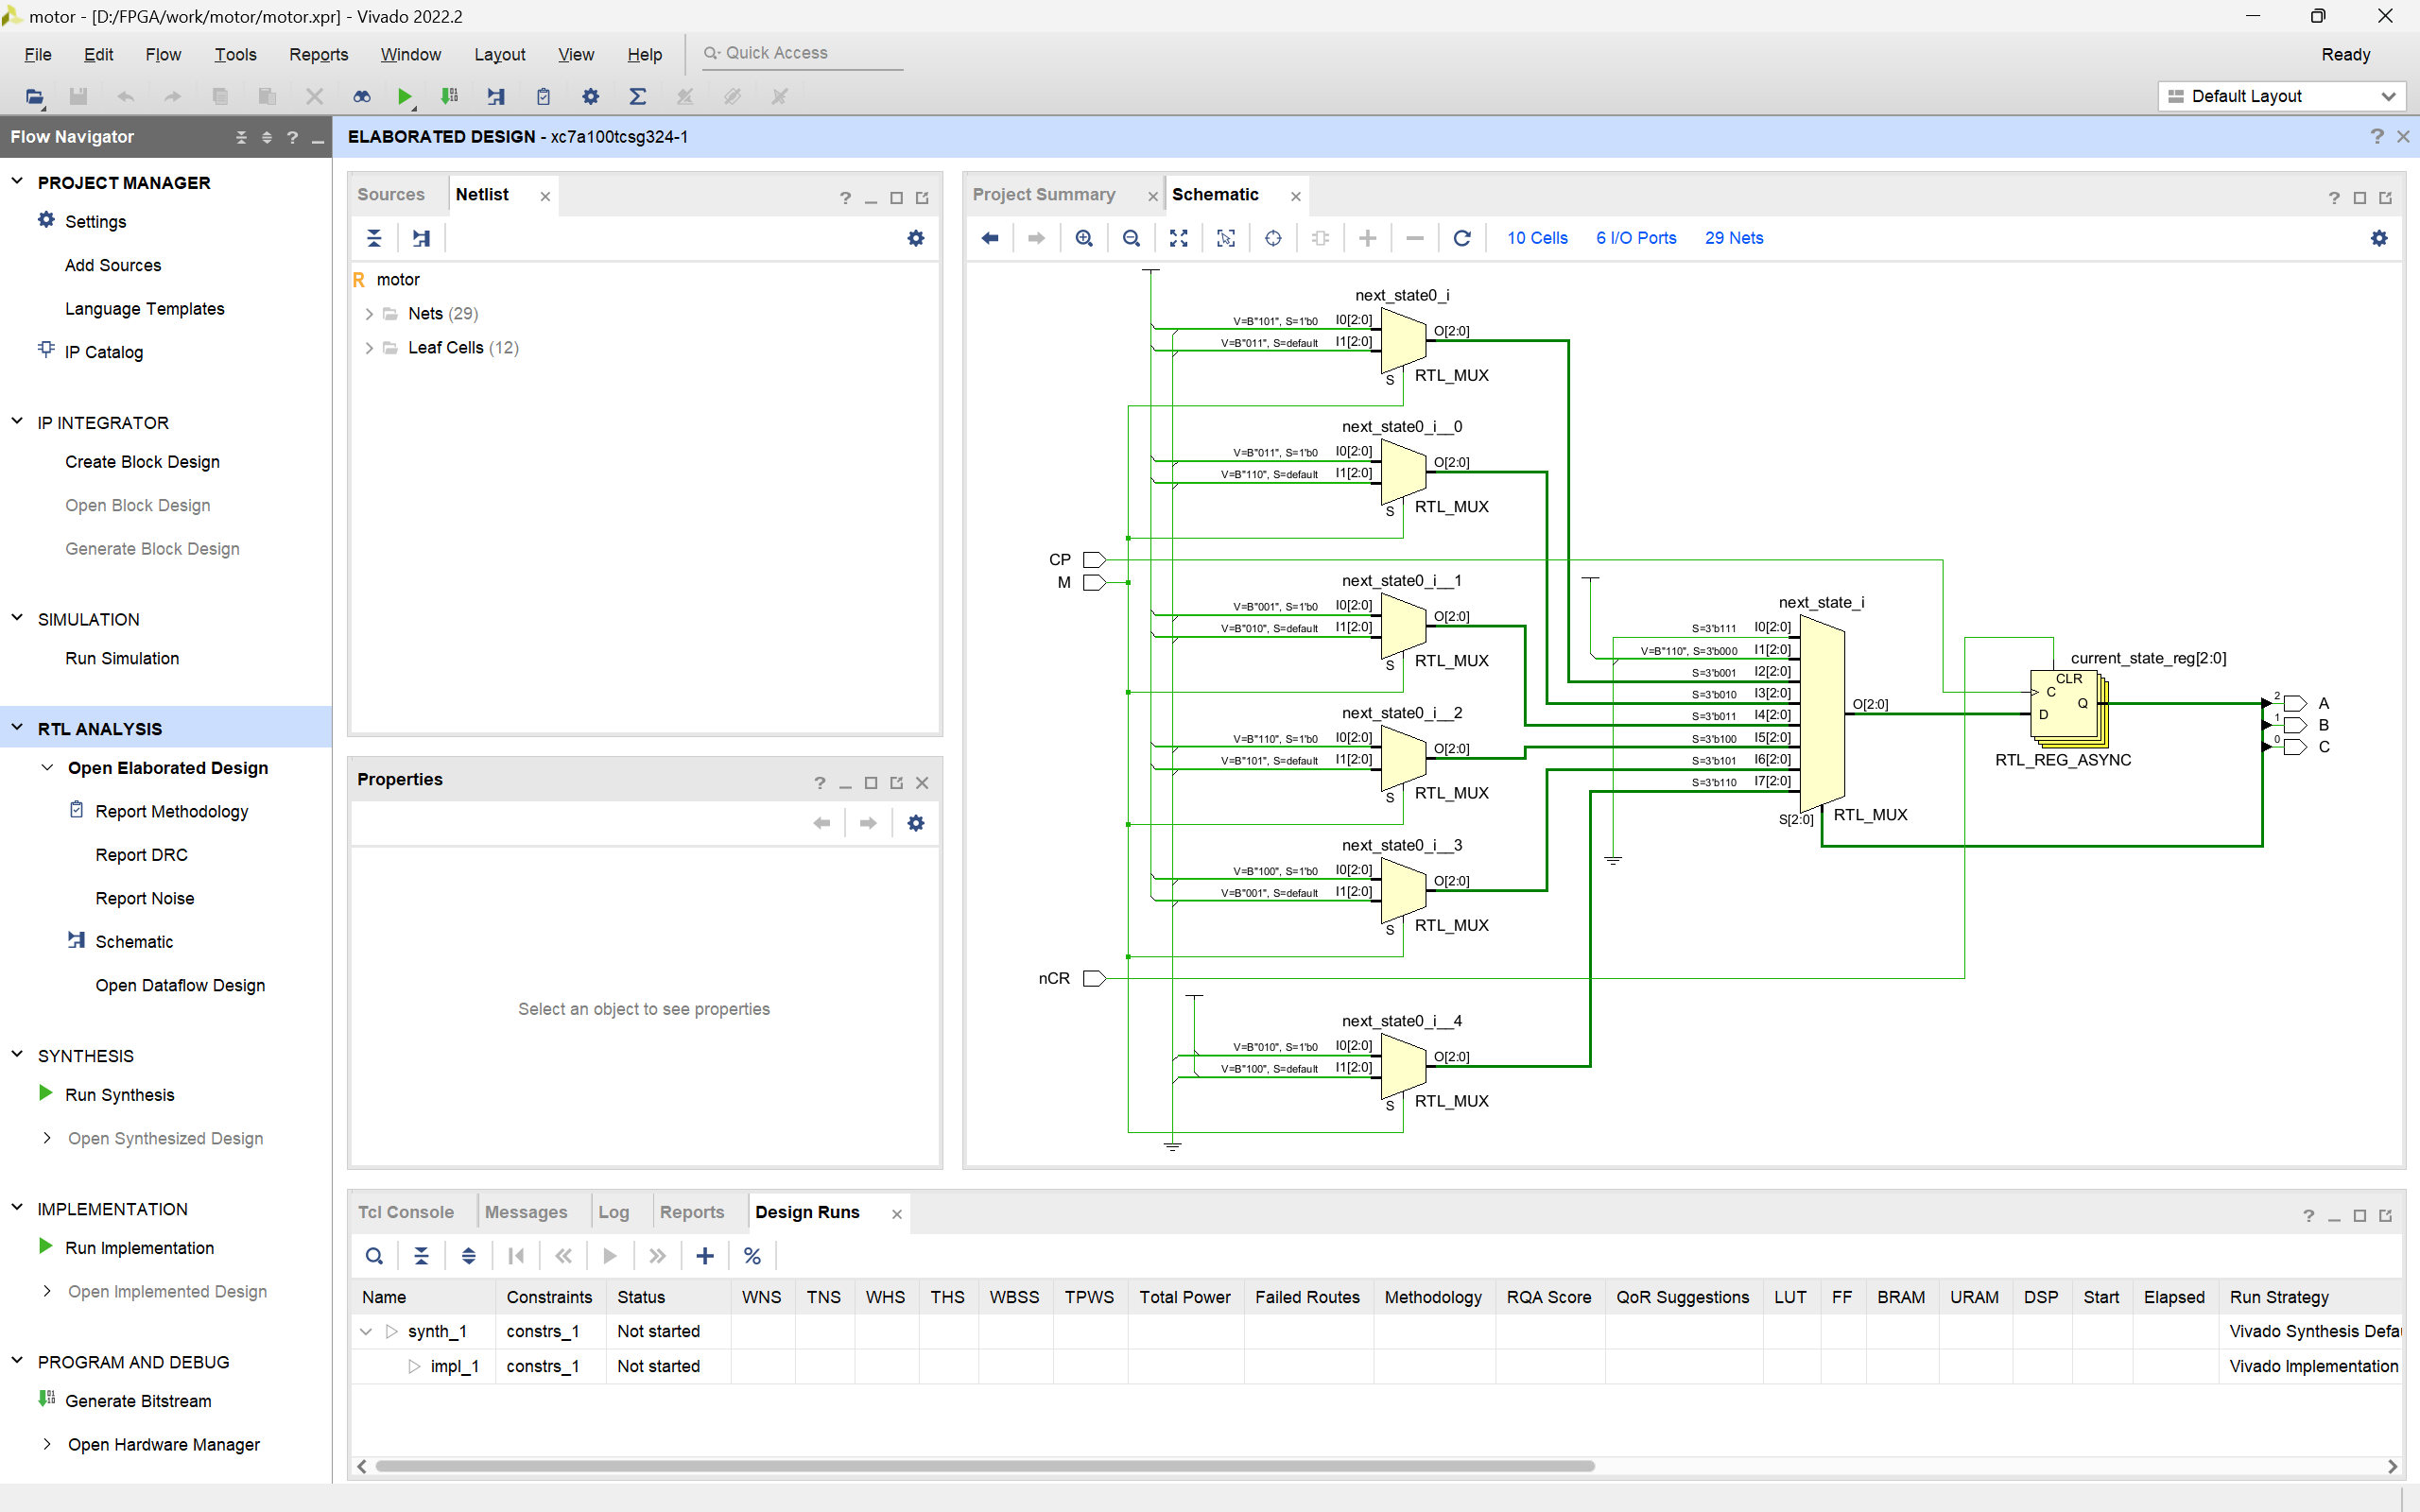 motor - [D:/FPGA/work/motor/motor.xpr] - Vivado 2022.2
File Edit Flow Tools Reports Window Layout View Help Quick Access Ready
Default Layout
Flow Navigator
ELABORATED DESIGN - xc7a100tcsg324-1
PROJECT MANAGER
Settings
Add Sources
Language Templates
IP Catalog
IP INTEGRATOR
Create Block Design
Open Block Design
Generate Block Design
SIMULATION
Run Simulation
RTL ANALYSIS
Open Elaborated Design
Report Methodology
Report DRC
Report Noise
Schematic
Open Dataflow Design
SYNTHESIS
Run Synthesis
Open Synthesized Design
IMPLEMENTATION
Run Implementation
Open Implemented Design
PROGRAM AND DEBUG
Generate Bitstream
Open Hardware Manager
Sources Netlist
R motor
Nets (29)
Leaf Cells (12)
Properties
Select an object to see properties
Project Summary Schematic
10 Cells 6 I/O Ports 29 Nets
next_state0_i
V=B"101", S=1'b0 I0[2:0]
V=B"011", S=default I1[2:0]
O[2:0]
S RTL_MUX
next_state0_i__0
V=B"011", S=1'b0 I0[2:0]
V=B"110", S=default I1[2:0]
O[2:0]
S RTL_MUX
CP
M
next_state0_i__1
V=B"001", S=1'b0 I0[2:0]
V=B"010", S=default I1[2:0]
O[2:0]
S RTL_MUX
next_state0_i__2
V=B"110", S=1'b0 I0[2:0]
V=B"101", S=default I1[2:0]
O[2:0]
S RTL_MUX
next_state0_i__3
V=B"100", S=1'b0 I0[2:0]
V=B"001", S=default I1[2:0]
O[2:0]
S RTL_MUX
nCR
next_state0_i__4
V=B"010", S=1'b0 I0[2:0]
V=B"100", S=default I1[2:0]
O[2:0]
S RTL_MUX
next_state_i
S=3'b111 I0[2:0]
V=B"110", S=3'b000 I1[2:0]
S=3'b001 I2[2:0]
S=3'b010 I3[2:0]
S=3'b011 I4[2:0]
S=3'b100 I5[2:0]
S=3'b101 I6[2:0]
S=3'b110 I7[2:0]
O[2:0]
S[2:0] RTL_MUX
current_state_reg[2:0]
CLR
C
Q
D
RTL_REG_ASYNC
2 A
1 B
0 C
Tcl Console Messages Log Reports Design Runs
Name Constraints Status WNS TNS WHS THS WBSS TPWS Total Power Failed Routes Methodology RQA Score QoR Suggestions LUT FF BRAM URAM DSP Start Elapsed Run Strategy
synth_1 constrs_1 Not started Vivado Synthesis Defau
impl_1 constrs_1 Not started Vivado Implementation